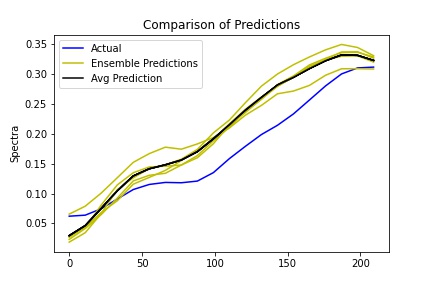 Comparison of Predictions
Actual
Ensemble Predictions
Avg Prediction
Spectra
0.35
0.30
0.25
0.20
0.15
0.10
0.05
0 50 100 150 200